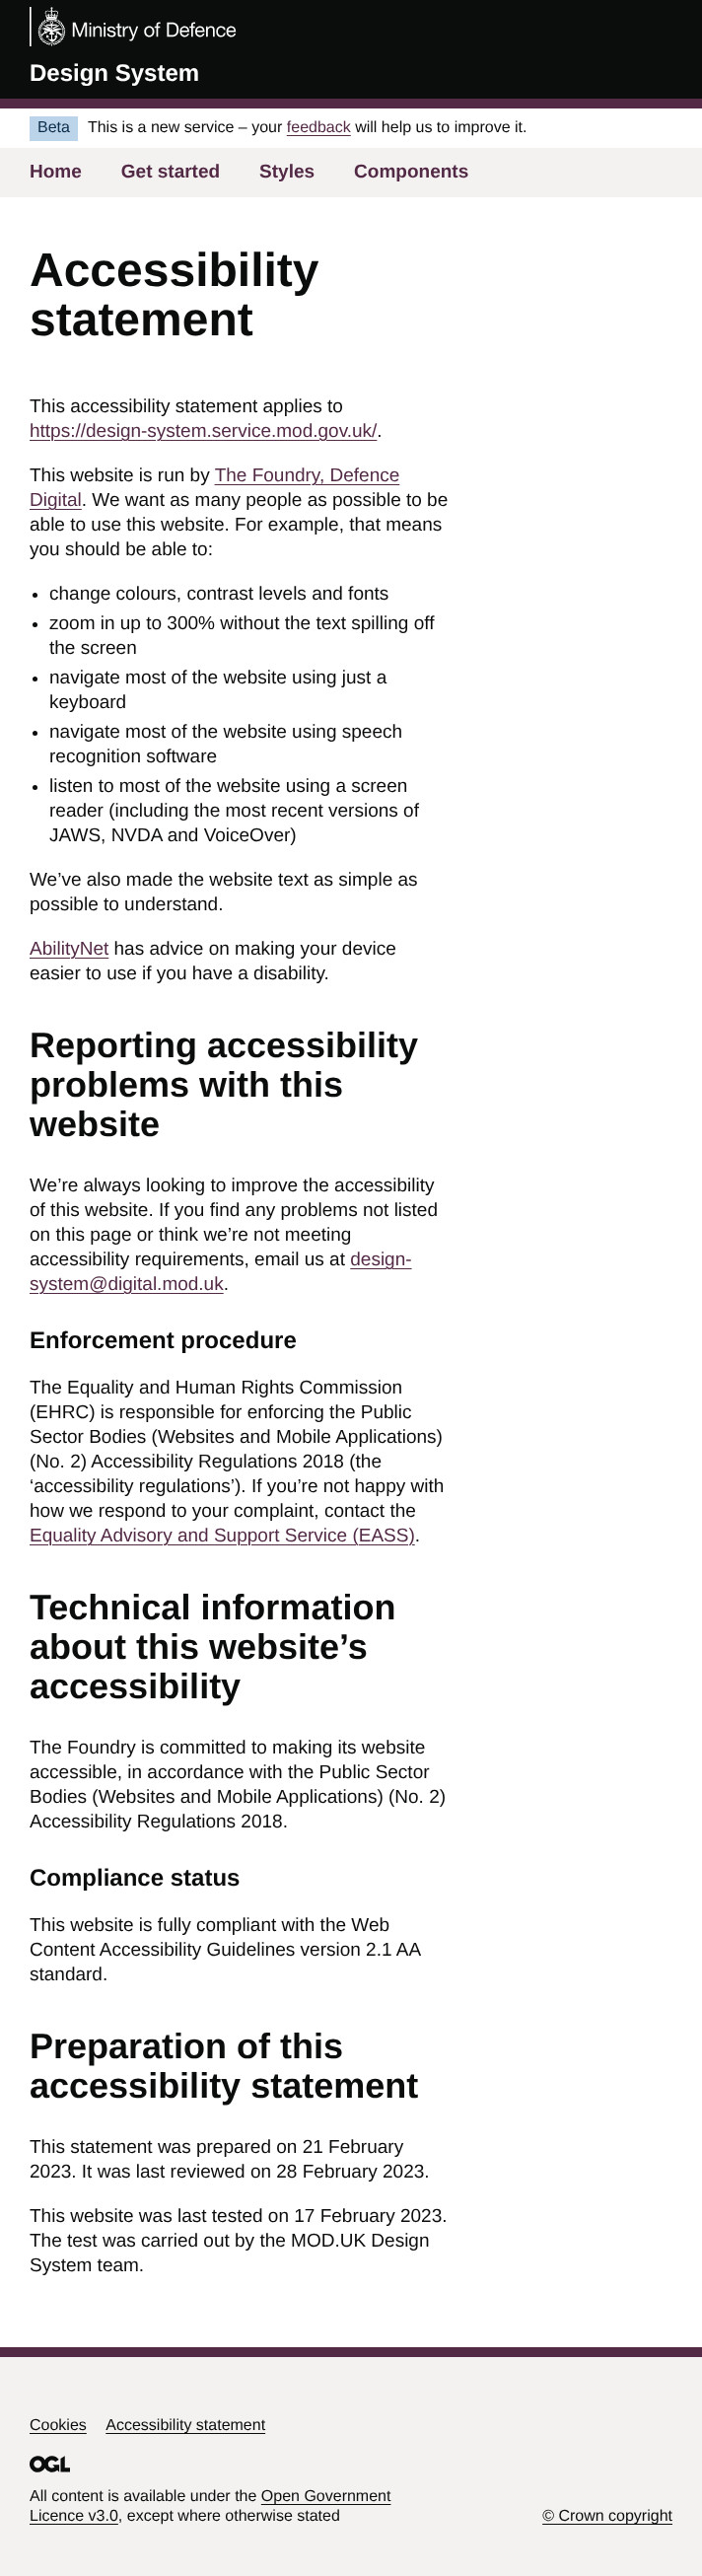 Ministry of Defence
Design System
Beta This is a new service – your feedback will help us to improve it.
Home Get started Styles Components
Accessibility
statement
This accessibility statement applies to
https://design-system.service.mod.gov.uk/.
This website is run by The Foundry, Defence
Digital. We want as many people as possible to be
able to use this website. For example, that means
you should be able to:
• change colours, contrast levels and fonts
• zoom in up to 300% without the text spilling off
the screen
• navigate most of the website using just a
keyboard
• navigate most of the website using speech
recognition software
• listen to most of the website using a screen
reader (including the most recent versions of
JAWS, NVDA and VoiceOver)
We’ve also made the website text as simple as
possible to understand.
AbilityNet has advice on making your device
easier to use if you have a disability.
Reporting accessibility
problems with this
website
We’re always looking to improve the accessibility
of this website. If you find any problems not listed
on this page or think we’re not meeting
accessibility requirements, email us at design-
system@digital.mod.uk.
Enforcement procedure
The Equality and Human Rights Commission
(EHRC) is responsible for enforcing the Public
Sector Bodies (Websites and Mobile Applications)
(No. 2) Accessibility Regulations 2018 (the
‘accessibility regulations’). If you’re not happy with
how we respond to your complaint, contact the
Equality Advisory and Support Service (EASS).
Technical information
about this website’s
accessibility
The Foundry is committed to making its website
accessible, in accordance with the Public Sector
Bodies (Websites and Mobile Applications) (No. 2)
Accessibility Regulations 2018.
Compliance status
This website is fully compliant with the Web
Content Accessibility Guidelines version 2.1 AA
standard.
Preparation of this
accessibility statement
This statement was prepared on 21 February
2023. It was last reviewed on 28 February 2023.
This website was last tested on 17 February 2023.
The test was carried out by the MOD.UK Design
System team.
Cookies Accessibility statement
OGL
All content is available under the Open Government
Licence v3.0, except where otherwise stated
© Crown copyright